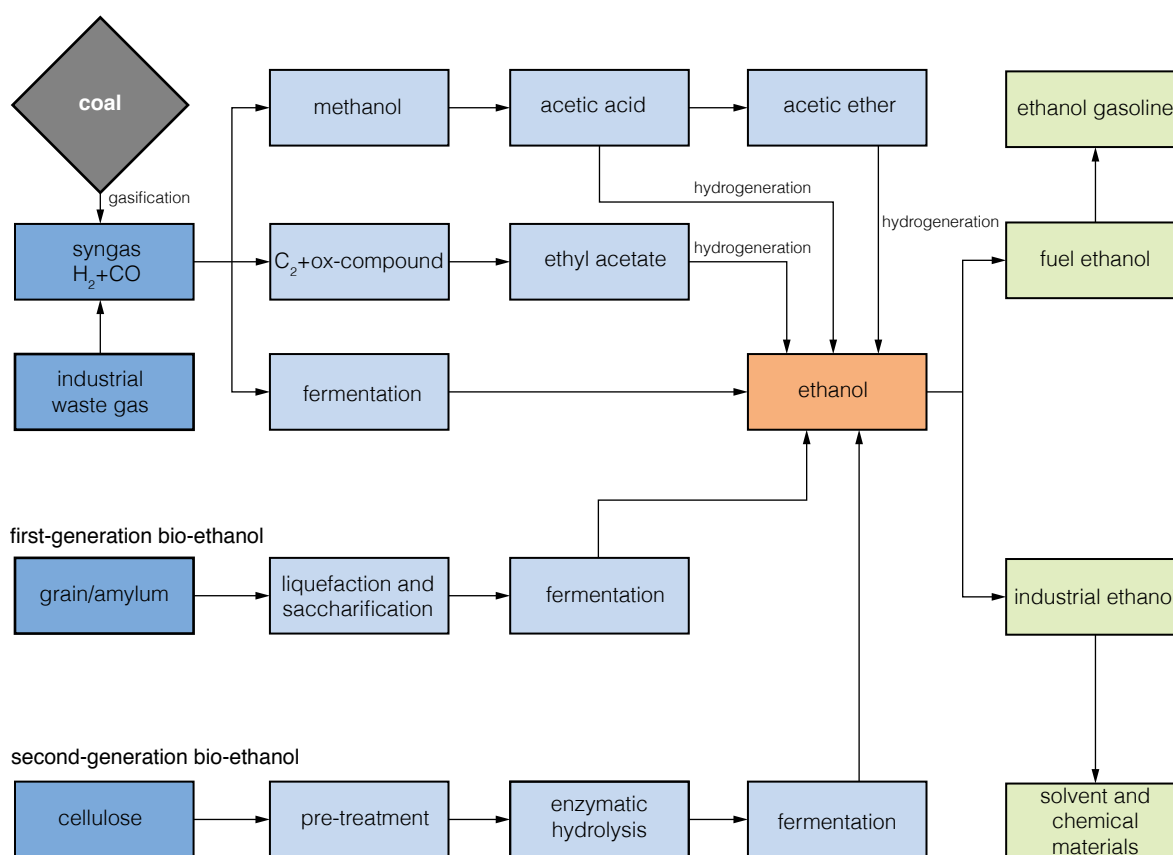 coal
methanol
acetic acid
acetic ether
ethanol gasoline
gasification
hydrogeneration
syngas
H₂+CO
C₂+ox-compound
ethyl acetate
hydrogeneration
hydrogeneration
fuel ethanol
industrial
waste gas
fermentation
ethanol
first-generation bio-ethanol
grain/amylum
liquefaction and
saccharification
fermentation
industrial ethanol
second-generation bio-ethanol
cellulose
pre-treatment
enzymatic
hydrolysis
fermentation
solvent and
chemical
materials